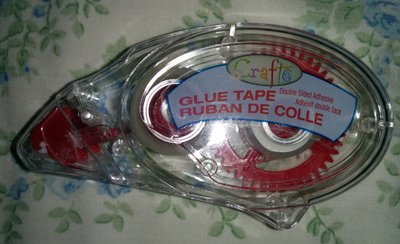 Crafts
GLUE TAPE
Double Sided Adhesive
RUBAN DE COLLE
Adhésif double face